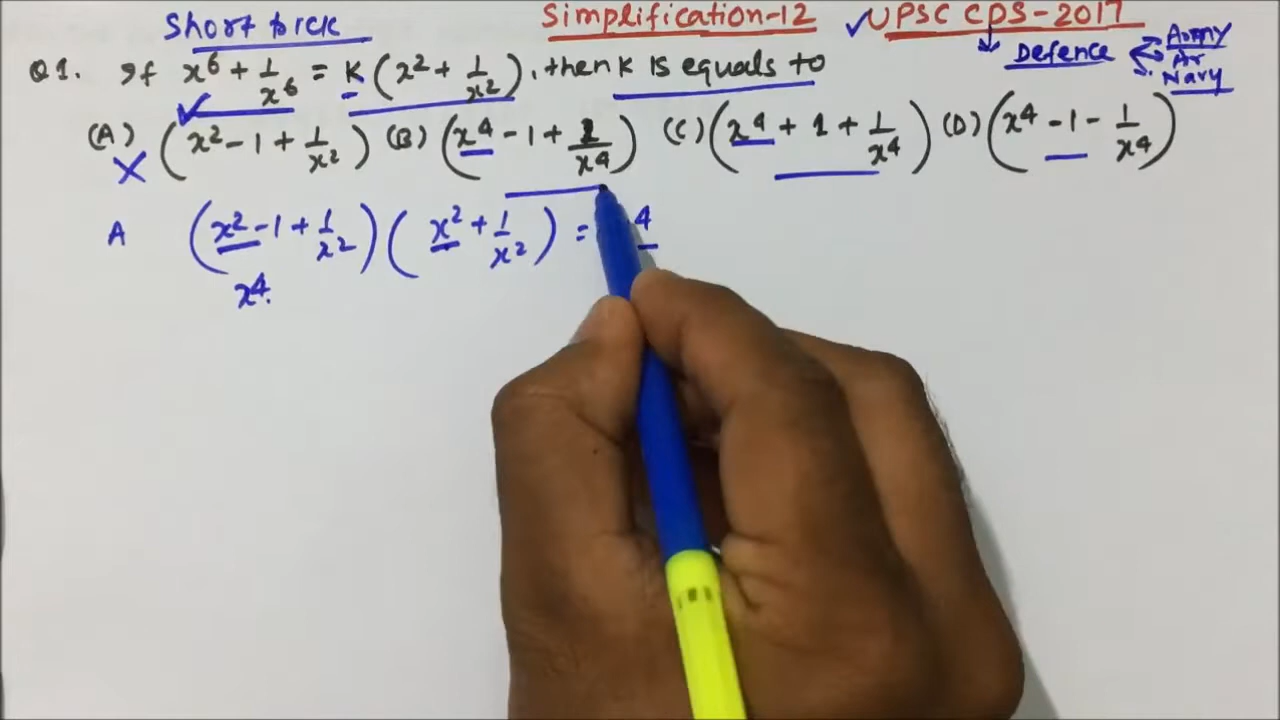 Short trick
Simplification-12
✓UPSC CDS-2017
Defence
Army
Air
Navy
Q1. If x⁶ + 1/x⁶ = K (x² + 1/x²), then K is equals to
(A) (x² - 1 + 1/x²) (B) (x⁴ - 1 + 1/x⁴) (C) (x⁴ + 1 + 1/x⁴) (D) (x⁴ - 1 - 1/x⁴)
A (x² - 1 + 1/x²) (x² + 1/x²) = 4
x⁴.